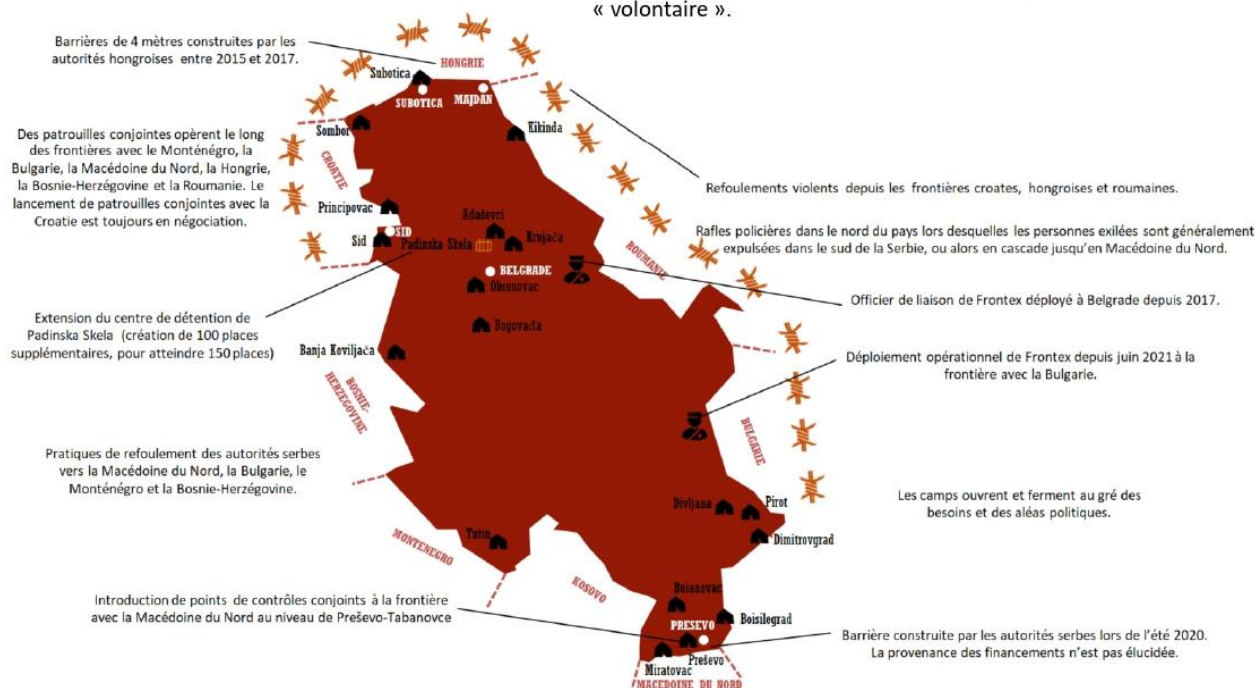 « volontaire ».
Barrières de 4 mètres construites par les
autorités hongroises entre 2015 et 2017.
HONGRIE
Subotica
SUBOTICA
MAJDAN
Sombor
Kikinda
Des patrouilles conjointes opèrent le long
des frontières avec le Monténégro, la
Bulgarie, la Macédoine du Nord, la Hongrie,
la Bosnie-Herzégovine et la Roumanie. Le
lancement de patrouilles conjointes avec la
Croatie est toujours en négociation.
CROATIE
Refoulements violents depuis les frontières croates, hongroises et roumaines.
Principovac
Adaševci
SID
Sid
Padinska Skela
Krnjača
ROUMANIE
Rafles policières dans le nord du pays lors desquelles les personnes exilées sont généralement
expulsées dans le sud de la Serbie, ou alors en cascade jusqu'en Macédoine du Nord.
BELGRADE
Obrenovac
Officier de liaison de Frontex déployé à Belgrade depuis 2017.
Extension du centre de détention de
Padinska Skela (création de 100 places
supplémentaires, pour atteindre 150 places)
Bogovađa
Banja Koviljača
Déploiement opérationnel de Frontex depuis juin 2021 à la
frontière avec la Bulgarie.
BOSNIE-
HERZEGOVINE
BULGARIE
Pratiques de refoulement des autorités serbes
vers la Macédoine du Nord, la Bulgarie, le
Monténégro et la Bosnie-Herzégovine.
Les camps ouvrent et ferment au gré des
besoins et des aléas politiques.
Divljana
Pirot
Dimitrovgrad
Tutin
MONTENEGRO
KOSOVO
Introduction de points de contrôles conjoints à la frontière
avec la Macédoine du Nord au niveau de Preševo-Tabanovce
Buianovac
PRESEVO
Boisilegrad
Preševo
Miratovac
MACEDOINE DU NORD
Barrière construite par les autorités serbes lors de l'été 2020.
La provenance des financements n'est pas élucidée.